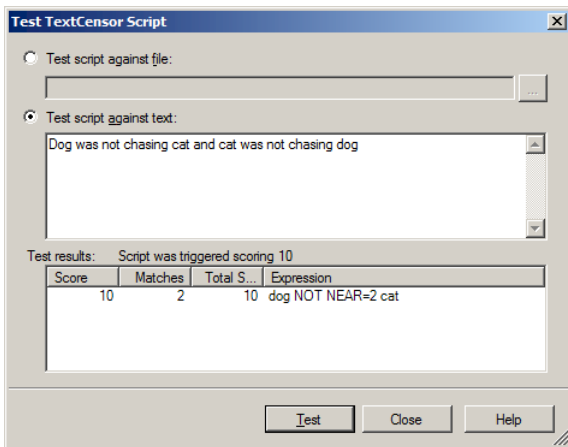 Test TextCensor Script
Test script against file:
...
Test script against text:
Dog was not chasing cat and cat was not chasing dog
Test results: Script was triggered scoring 10
Score Matches Total S... Expression
10 2 10 dog NOT NEAR=2 cat
Test Close Help